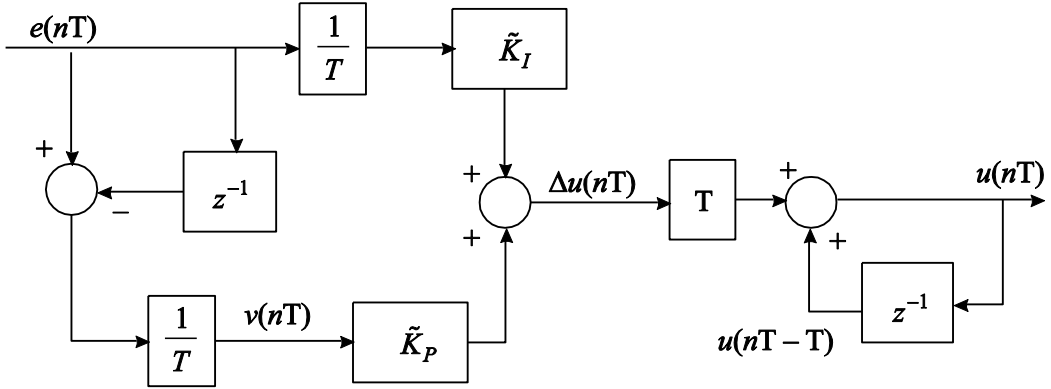 e(nT)
1
T
K̃_I
+
z⁻¹
−
+
Δu(nT)
T
+
u(nT)
+
+
z⁻¹
1
T
v(nT)
K̃_P
u(nT – T)